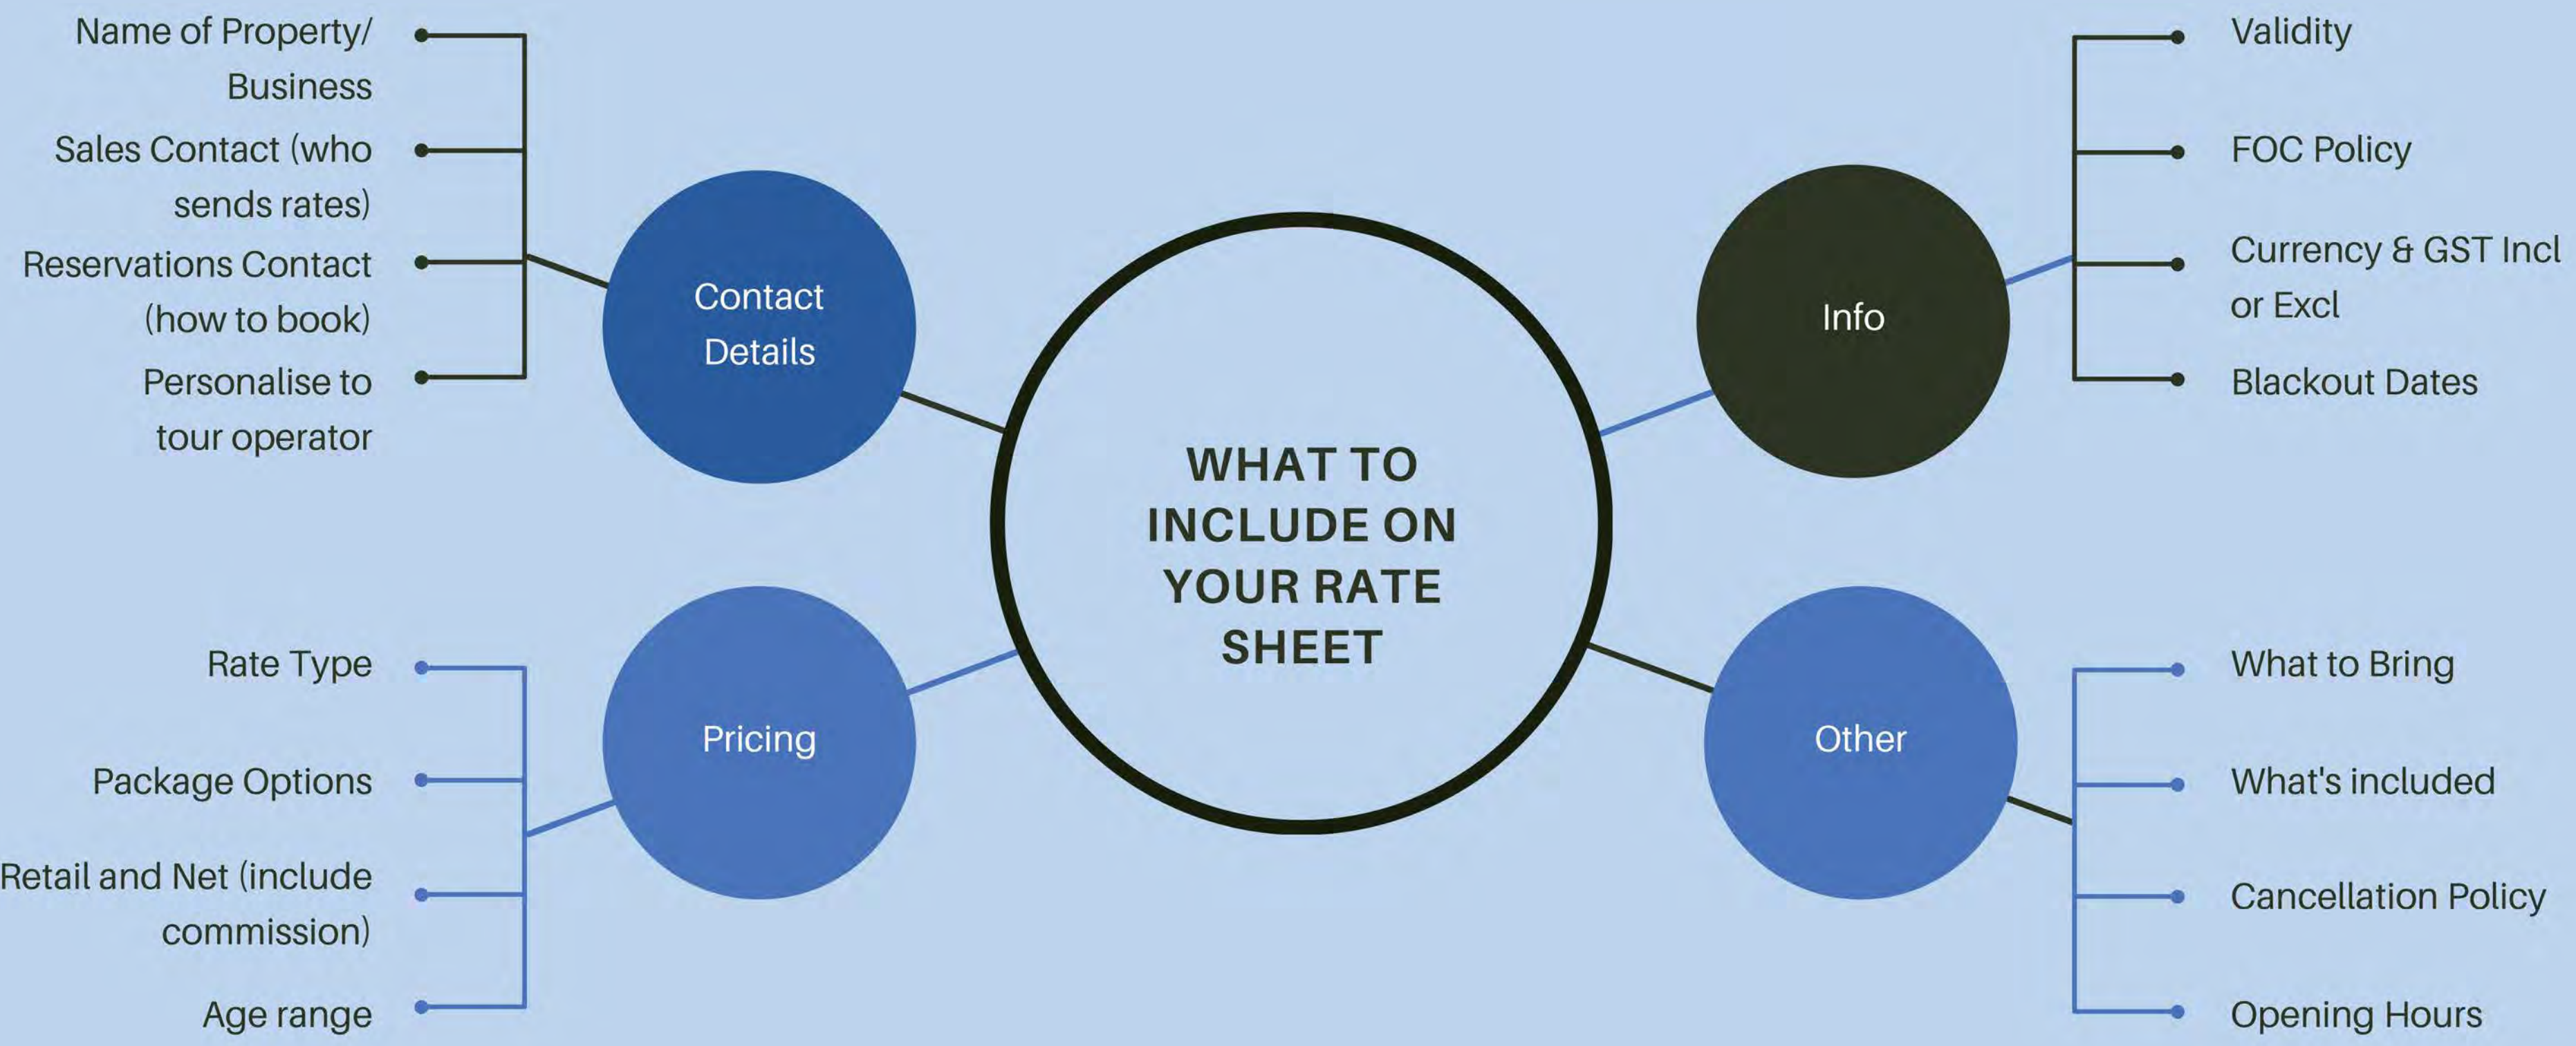 Name of Property/
Business
Sales Contact (who
sends rates)
Reservations Contact
(how to book)
Personalise to
tour operator
Contact
Details
Rate Type
Package Options
Retail and Net (include
commission)
Age range
Pricing
WHAT TO
INCLUDE ON
YOUR RATE
SHEET
Info
Validity
FOC Policy
Currency & GST Incl
or Excl
Blackout Dates
Other
What to Bring
What's included
Cancellation Policy
Opening Hours